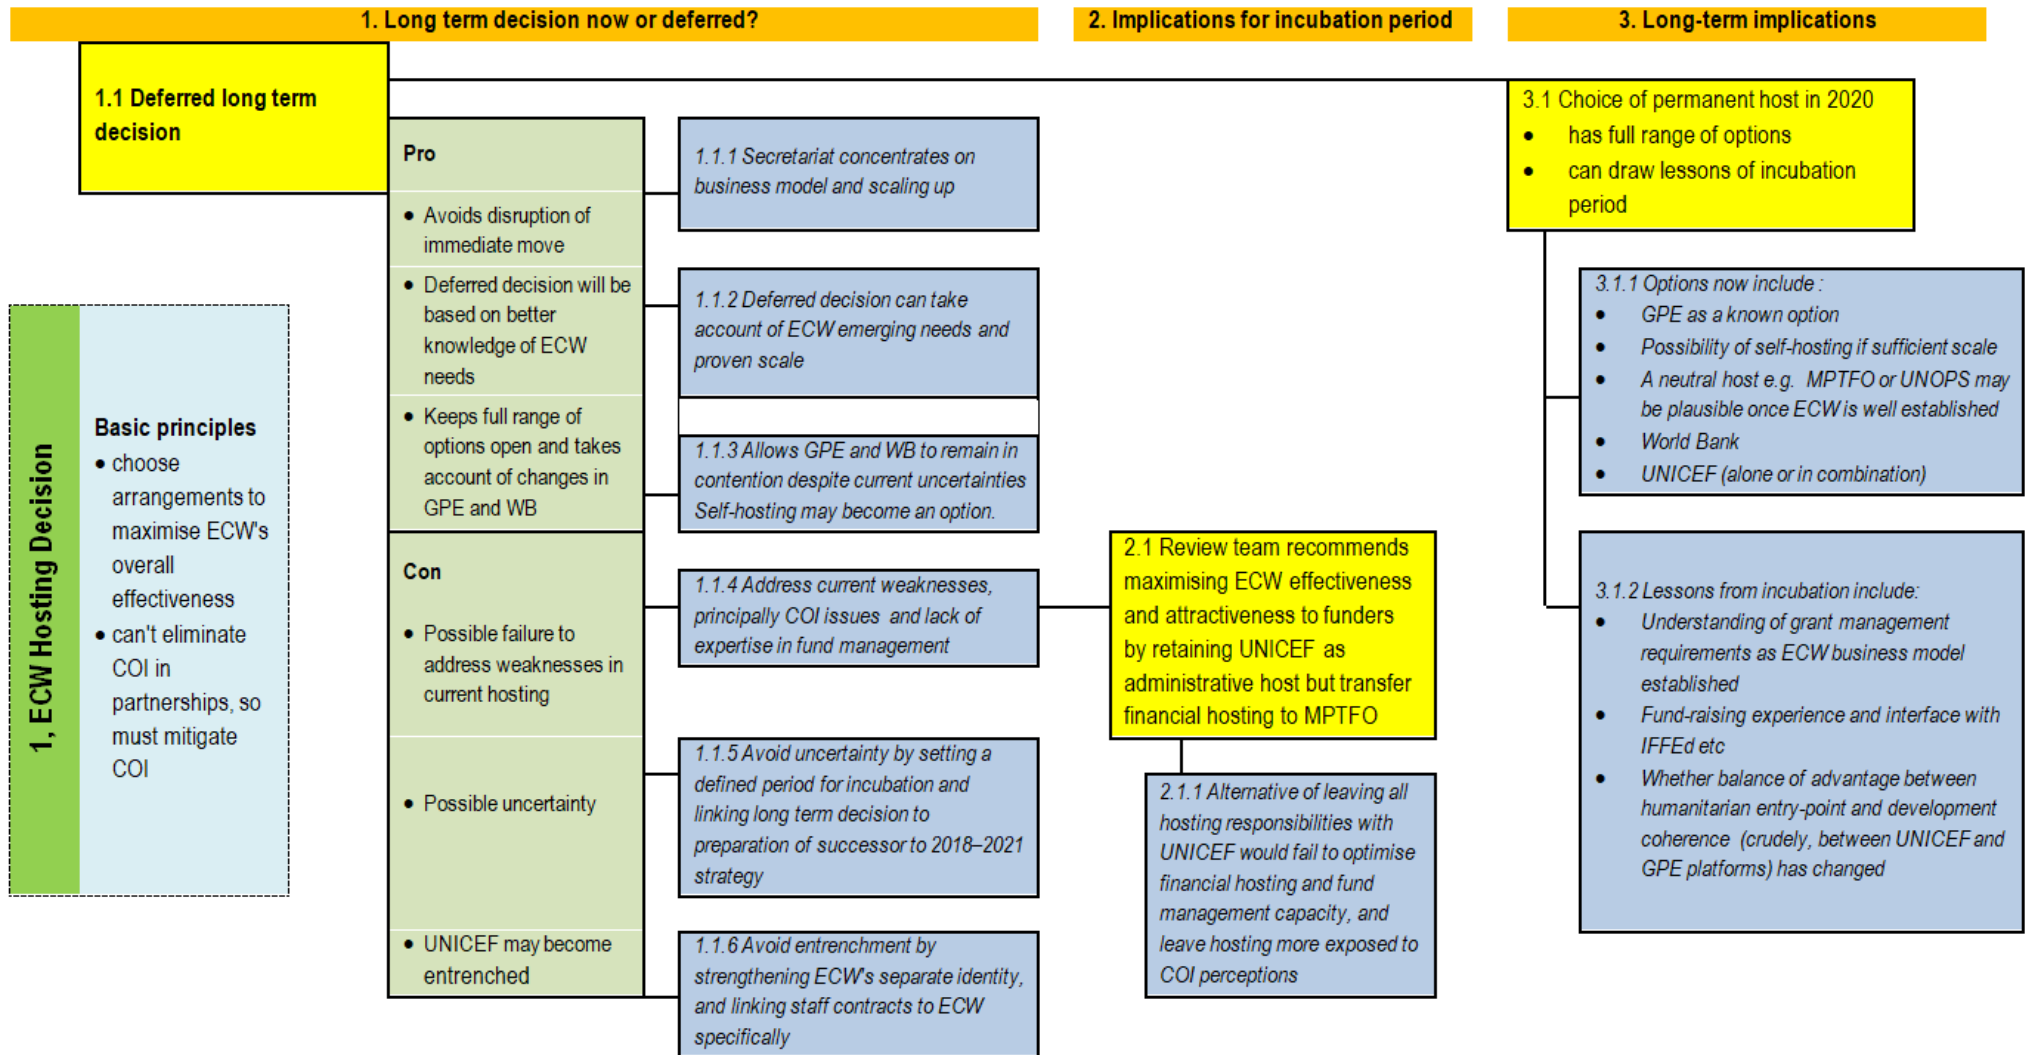 1. Long term decision now or deferred?
2. Implications for incubation period
3. Long-term implications
1.1 Deferred long term
decision
1, ECW Hosting Decision
Basic principles
• choose
arrangements to
maximise ECW's
overall
effectiveness
• can't eliminate
COI in
partnerships, so
must mitigate
COI
Pro
• Avoids disruption of
immediate move
• Deferred decision will be
based on better
knowledge of ECW
needs
• Keeps full range of
options open and takes
account of changes in
GPE and WB
Con
• Possible failure to
address weaknesses in
current hosting
• Possible uncertainty
• UNICEF may become
entrenched
1.1.1 Secretariat concentrates on
business model and scaling up
1.1.2 Deferred decision can take
account of ECW emerging needs and
proven scale
1.1.3 Allows GPE and WB to remain in
contention despite current uncertainties
Self-hosting may become an option.
1.1.4 Address current weaknesses,
principally COI issues and lack of
expertise in fund management
1.1.5 Avoid uncertainty by setting a
defined period for incubation and
linking long term decision to
preparation of successor to 2018–2021
strategy
1.1.6 Avoid entrenchment by
strengthening ECW's separate identity,
and linking staff contracts to ECW
specifically
2.1 Review team recommends
maximising ECW effectiveness
and attractiveness to funders
by retaining UNICEF as
administrative host but transfer
financial hosting to MPTFO
2.1.1 Alternative of leaving all
hosting responsibilities with
UNICEF would fail to optimise
financial hosting and fund
management capacity, and
leave hosting more exposed to
COI perceptions
3.1 Choice of permanent host in 2020
• has full range of options
• can draw lessons of incubation
period
3.1.1 Options now include :
• GPE as a known option
• Possibility of self-hosting if sufficient scale
• A neutral host e.g. MPTFO or UNOPS may
be plausible once ECW is well established
• World Bank
• UNICEF (alone or in combination)
3.1.2 Lessons from incubation include:
• Understanding of grant management
requirements as ECW business model
established
• Fund-raising experience and interface with
IFFEd etc
• Whether balance of advantage between
humanitarian entry-point and development
coherence (crudely, between UNICEF and
GPE platforms) has changed